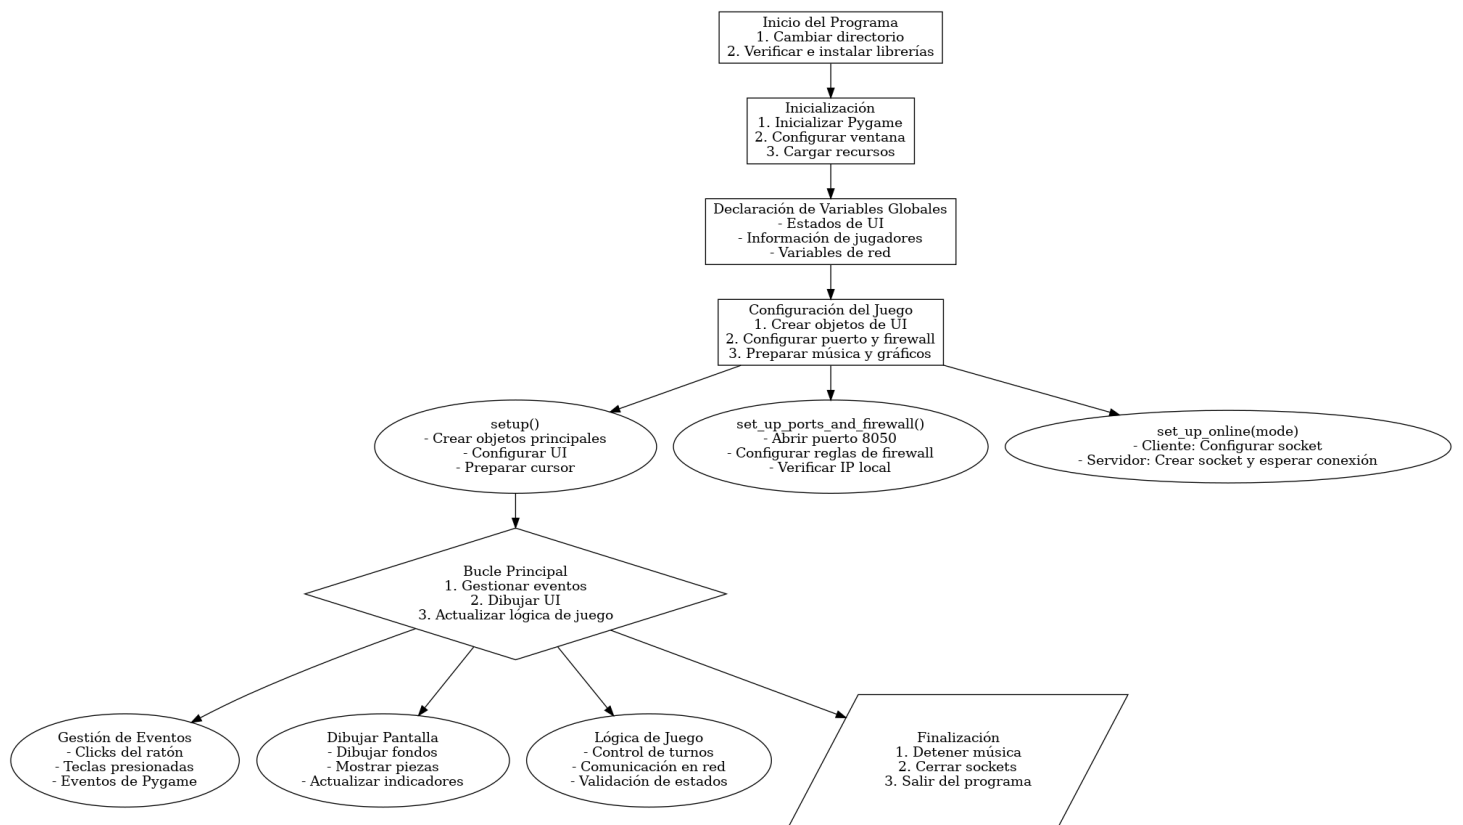 Inicio del Programa
1. Cambiar directorio
2. Verificar e instalar librerías
Inicialización
1. Inicializar Pygame
2. Configurar ventana
3. Cargar recursos
Declaración de Variables Globales
- Estados de UI
- Información de jugadores
- Variables de red
Configuración del Juego
1. Crear objetos de UI
2. Configurar puerto y firewall
3. Preparar música y gráficos
setup()
- Crear objetos principales
- Configurar UI
- Preparar cursor
set_up_ports_and_firewall()
- Abrir puerto 8050
- Configurar reglas de firewall
- Verificar IP local
set_up_online(mode)
- Cliente: Configurar socket
- Servidor: Crear socket y esperar conexión
Bucle Principal
1. Gestionar eventos
2. Dibujar UI
3. Actualizar lógica de juego
Gestión de Eventos
- Clicks del ratón
- Teclas presionadas
- Eventos de Pygame
Dibujar Pantalla
- Dibujar fondos
- Mostrar piezas
- Actualizar indicadores
Lógica de Juego
- Control de turnos
- Comunicación en red
- Validación de estados
Finalización
1. Detener música
2. Cerrar sockets
3. Salir del programa